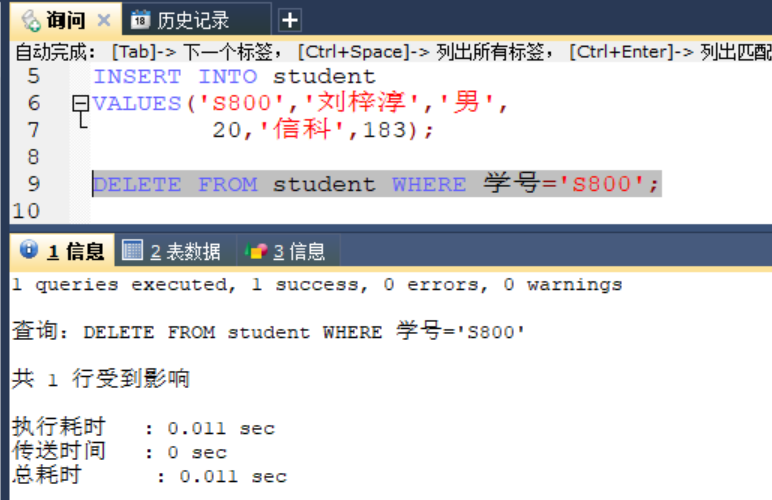 询问 × 18 历史记录 +
自动完成: [Tab]-> 下一个标签, [Ctrl+Space]-> 列出所有标签, [Ctrl+Enter]-> 列出匹配
5 INSERT INTO student
6 VALUES('S800','刘梓淳','男',
7 20,'信科',183);
8
9 DELETE FROM student WHERE 学号='S800';
10
1 信息 2 表数据 3 信息
1 queries executed, 1 success, 0 errors, 0 warnings
查询: DELETE FROM student WHERE 学号='S800'
共 1 行受到影响
执行耗时 : 0.011 sec
传送时间 : 0 sec
总耗时 : 0.011 sec